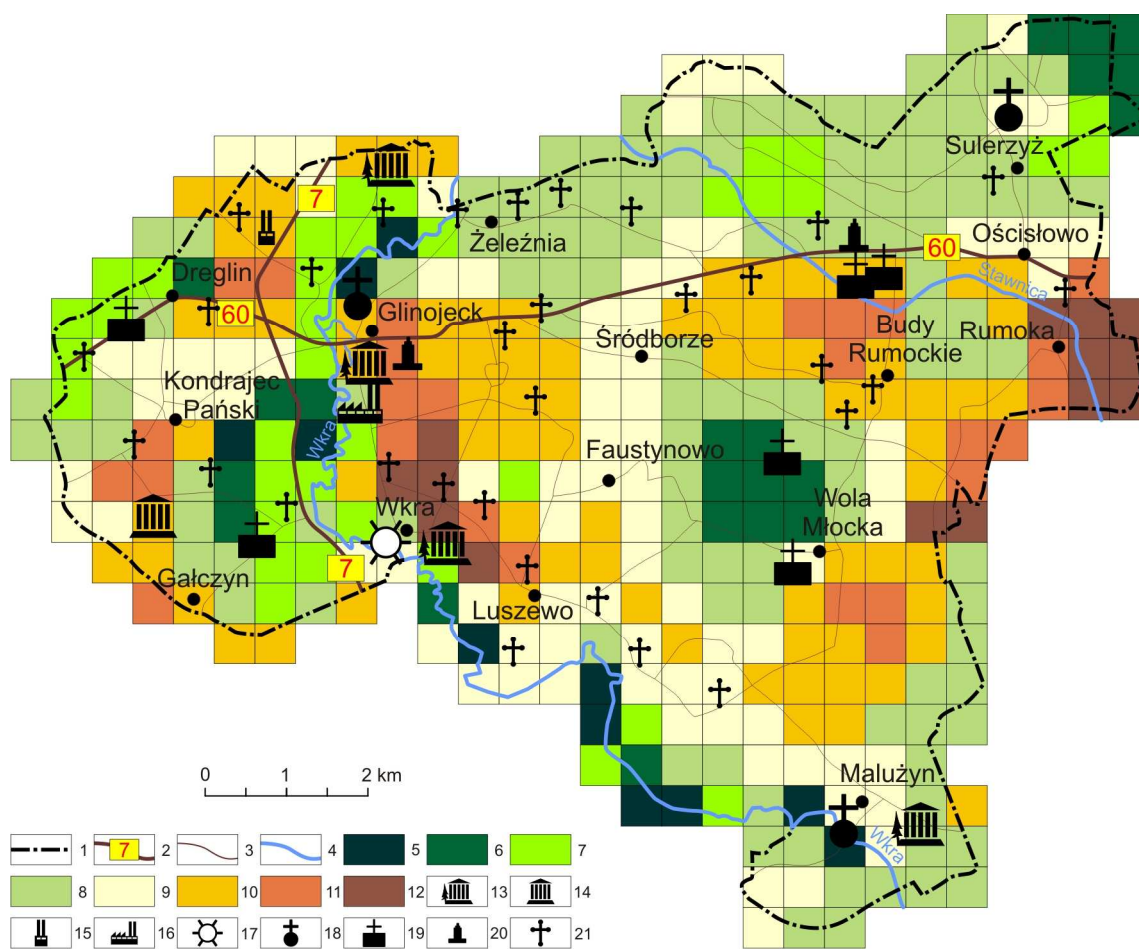 Sulerzyż
7
Żeleźnia
Ościsłowo
60
Dreglin
Stawnica
60
Glinojeck
Śródborze
Budy
Rumockie
Rumoka
Kondrajec
Pański
Wkra
Faustynowo
Wola
Młocka
Wkra
7
Gałczyn
Luszewo
0 1 2 km
Malużyn
Wkra
1 7 2 3 4 5 6 7
8 9 10 11 12 13 14
15 16 17 18 19 20 21